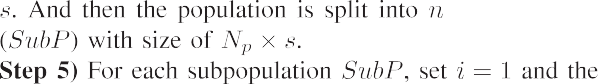 s. And then the population is split into n
(SubP) with size of Nₚ × s.
Step 5) For each subpopulation SubP, set i = 1 and the